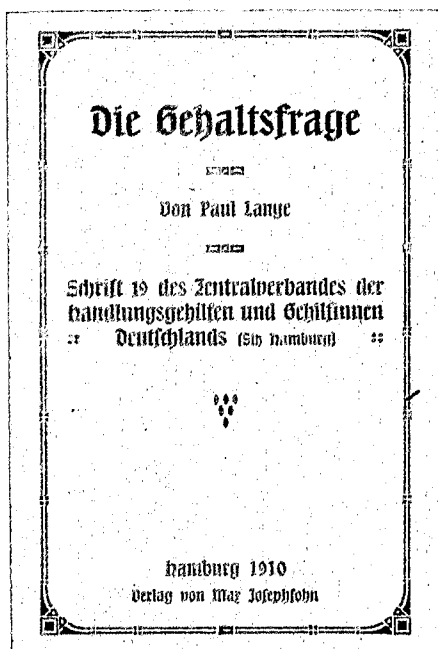 Die Gehaltsfrage
Von Paul Lange
Schrift 19 des Zentralverbandes der
Handlungsgehilfen und Gehilfinnen
Deutschlands (Sitz Hamburg)
Hamburg 1910
Verlag von Max Josephsohn